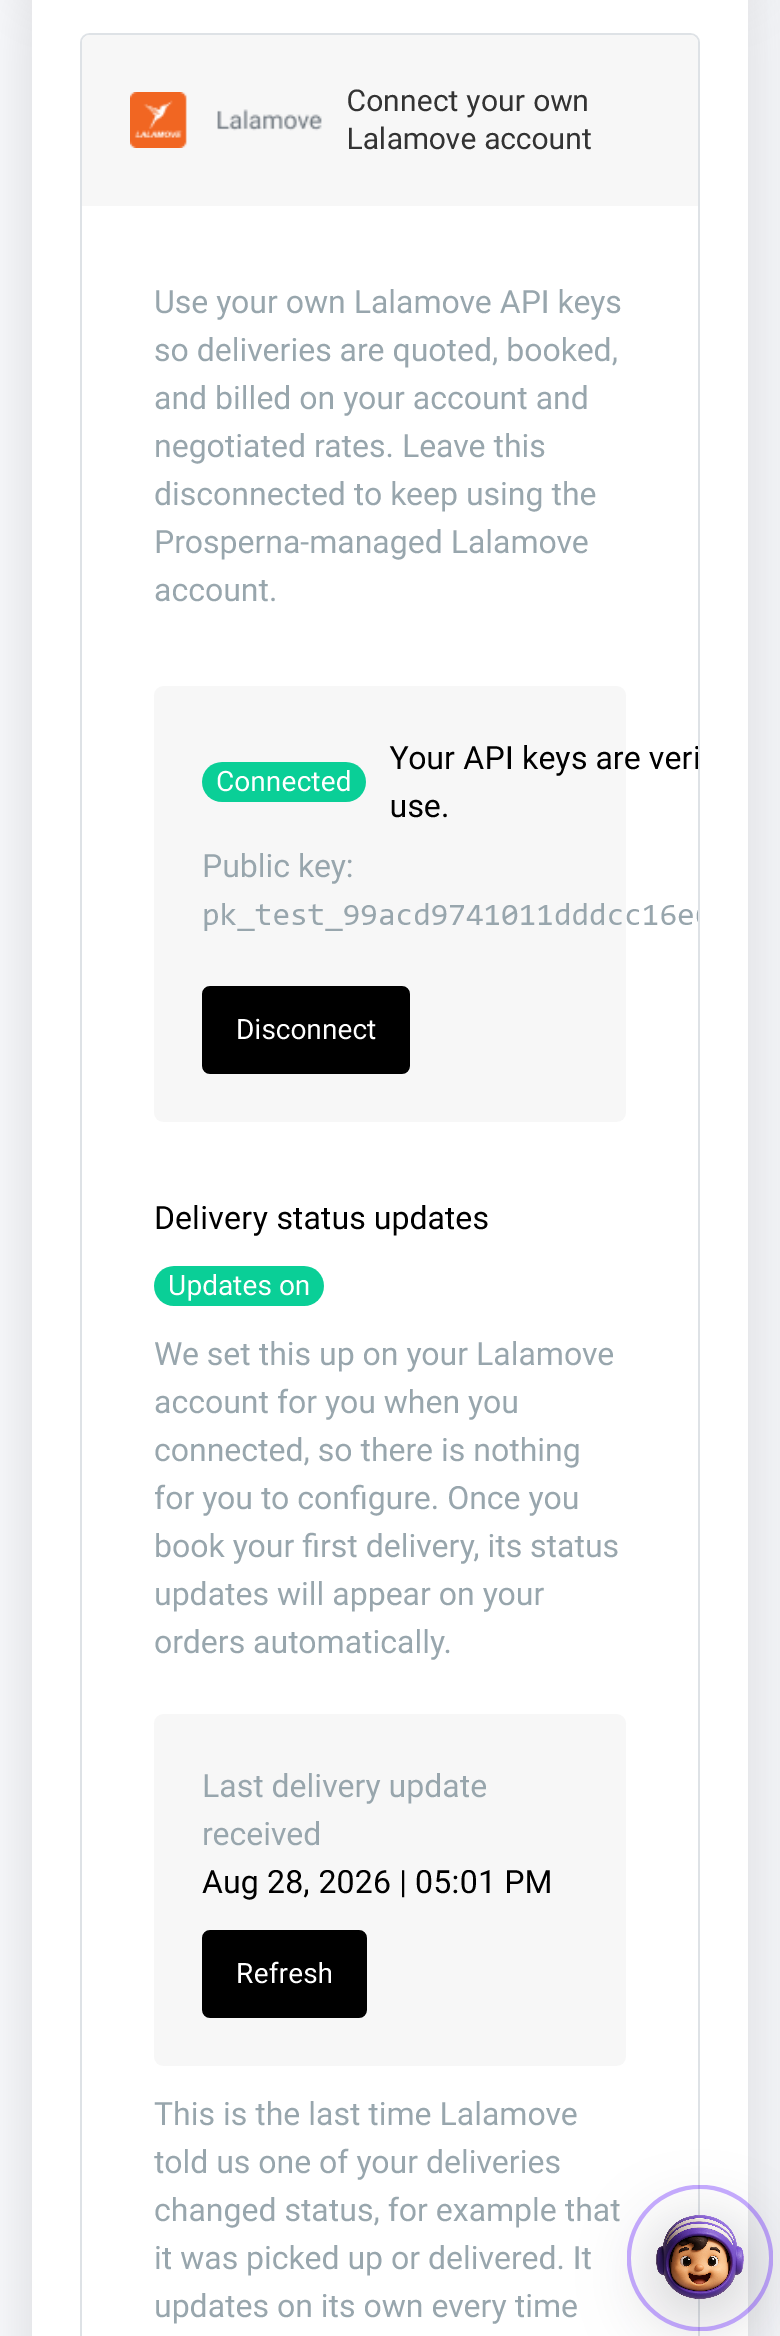 LALAMOVE
Lalamove
Connect your own
Lalamove account
Use your own Lalamove API keys
so deliveries are quoted, booked,
and billed on your account and
negotiated rates. Leave this
disconnected to keep using the
Prosperna-managed Lalamove
account.
Connected
Your API keys are veri
use.
Public key:
pk_test_99acd9741011dddcc16e
Disconnect
Delivery status updates
Updates on
We set this up on your Lalamove
account for you when you
connected, so there is nothing
for you to configure. Once you
book your first delivery, its status
updates will appear on your
orders automatically.
Last delivery update
received
Aug 28, 2026 | 05:01 PM
Refresh
This is the last time Lalamove
told us one of your deliveries
changed status, for example that
it was picked up or delivered. It
updates on its own every time